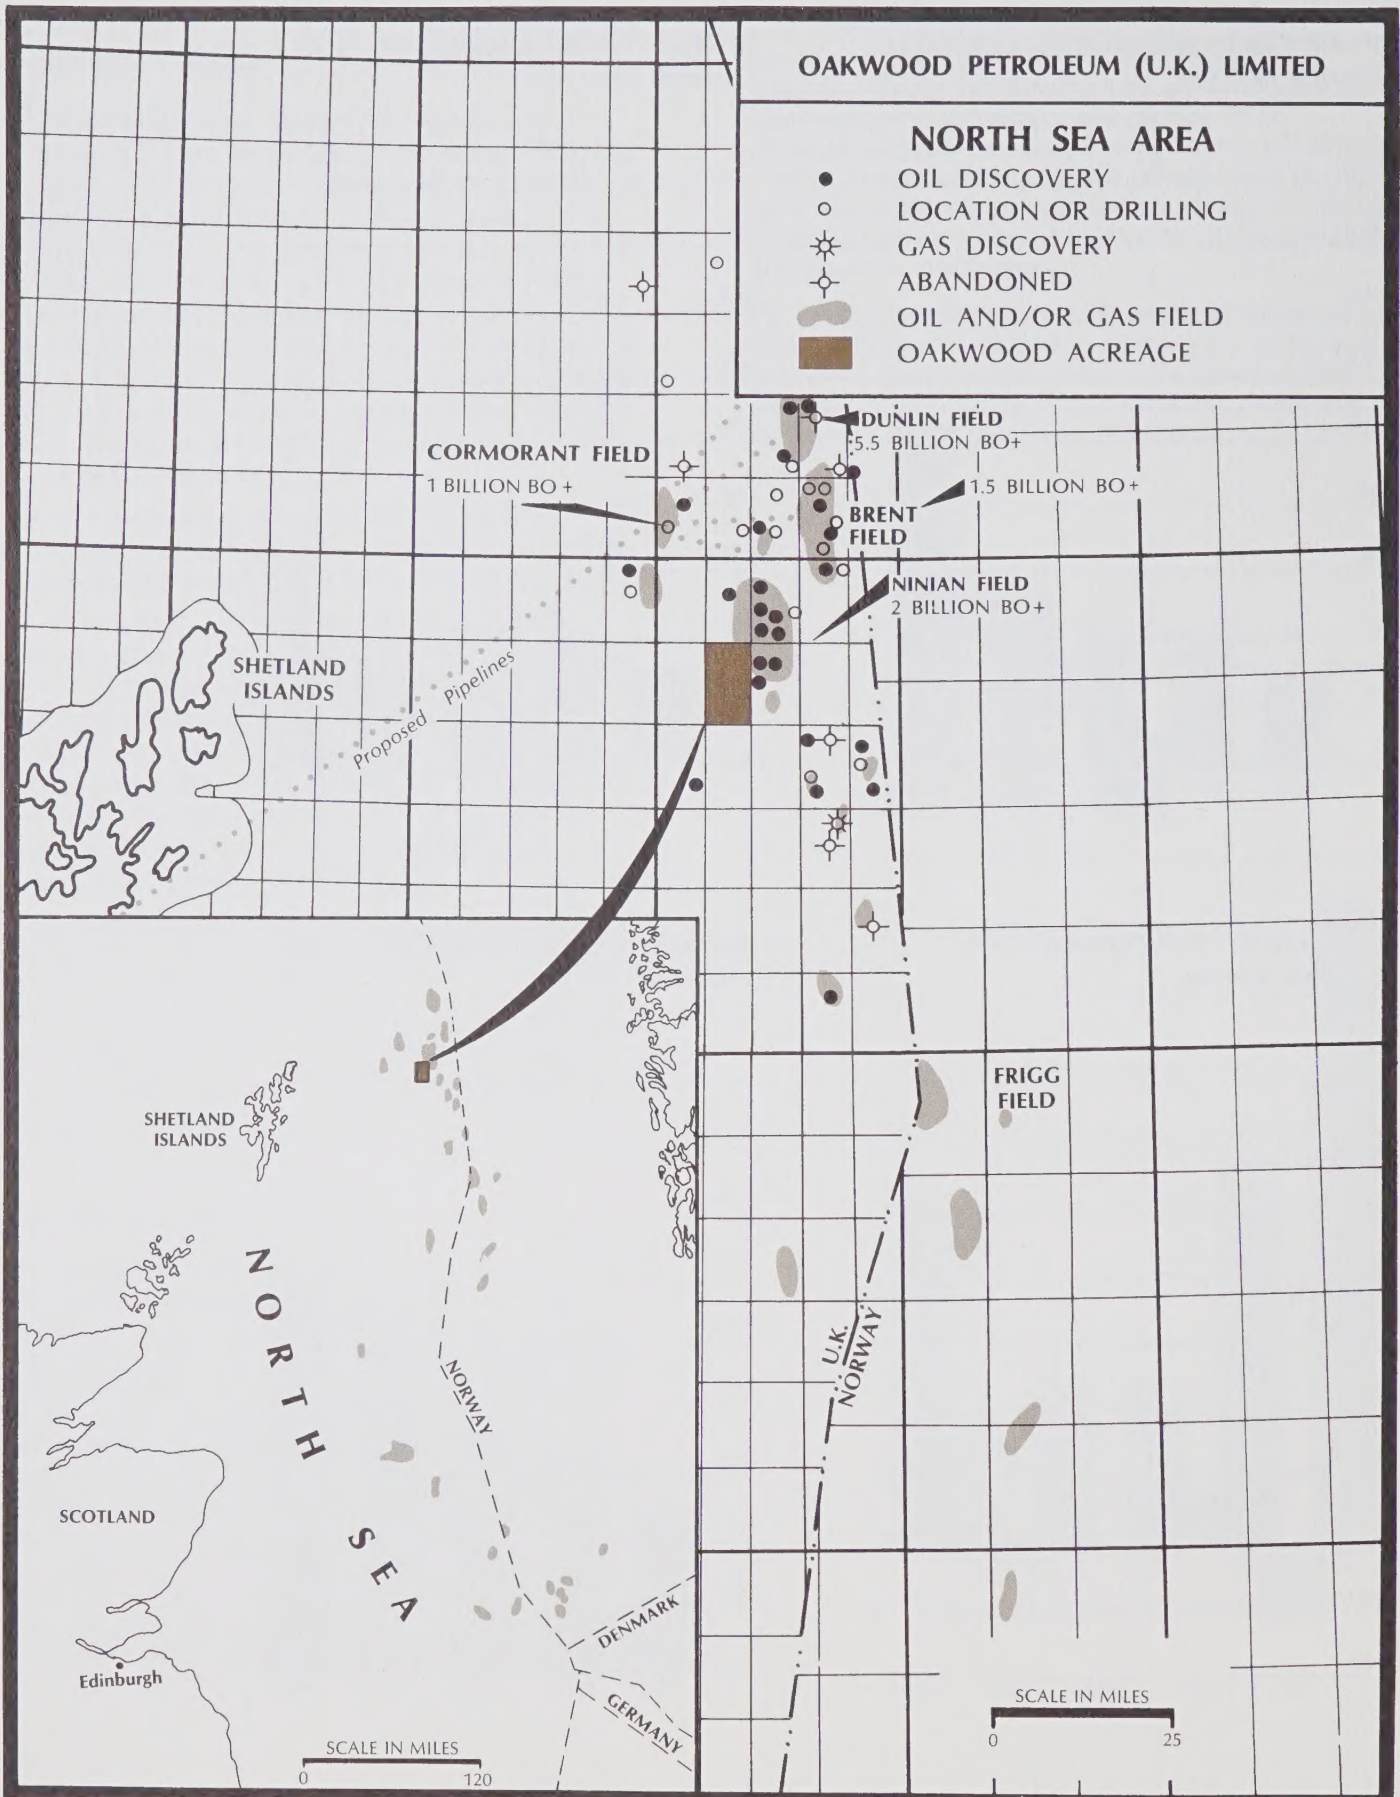 OAKWOOD PETROLEUM (U.K.) LIMITED
NORTH SEA AREA
OIL DISCOVERY
LOCATION OR DRILLING
GAS DISCOVERY
ABANDONED
OIL AND/OR GAS FIELD
OAKWOOD ACREAGE
DUNLIN FIELD
5.5 BILLION BO+
CORMORANT FIELD
1 BILLION BO+
1.5 BILLION BO+
BRENT
FIELD
NINIAN FIELD
2 BILLION BO+
SHETLAND
ISLANDS
Proposed Pipelines
FRIGG
FIELD
SHETLAND
ISLANDS
NORTH SEA
U.K.
NORWAY
NORWAY
SCOTLAND
DENMARK
Edinburgh
GERMANY
SCALE IN MILES
0 25
SCALE IN MILES
0 120